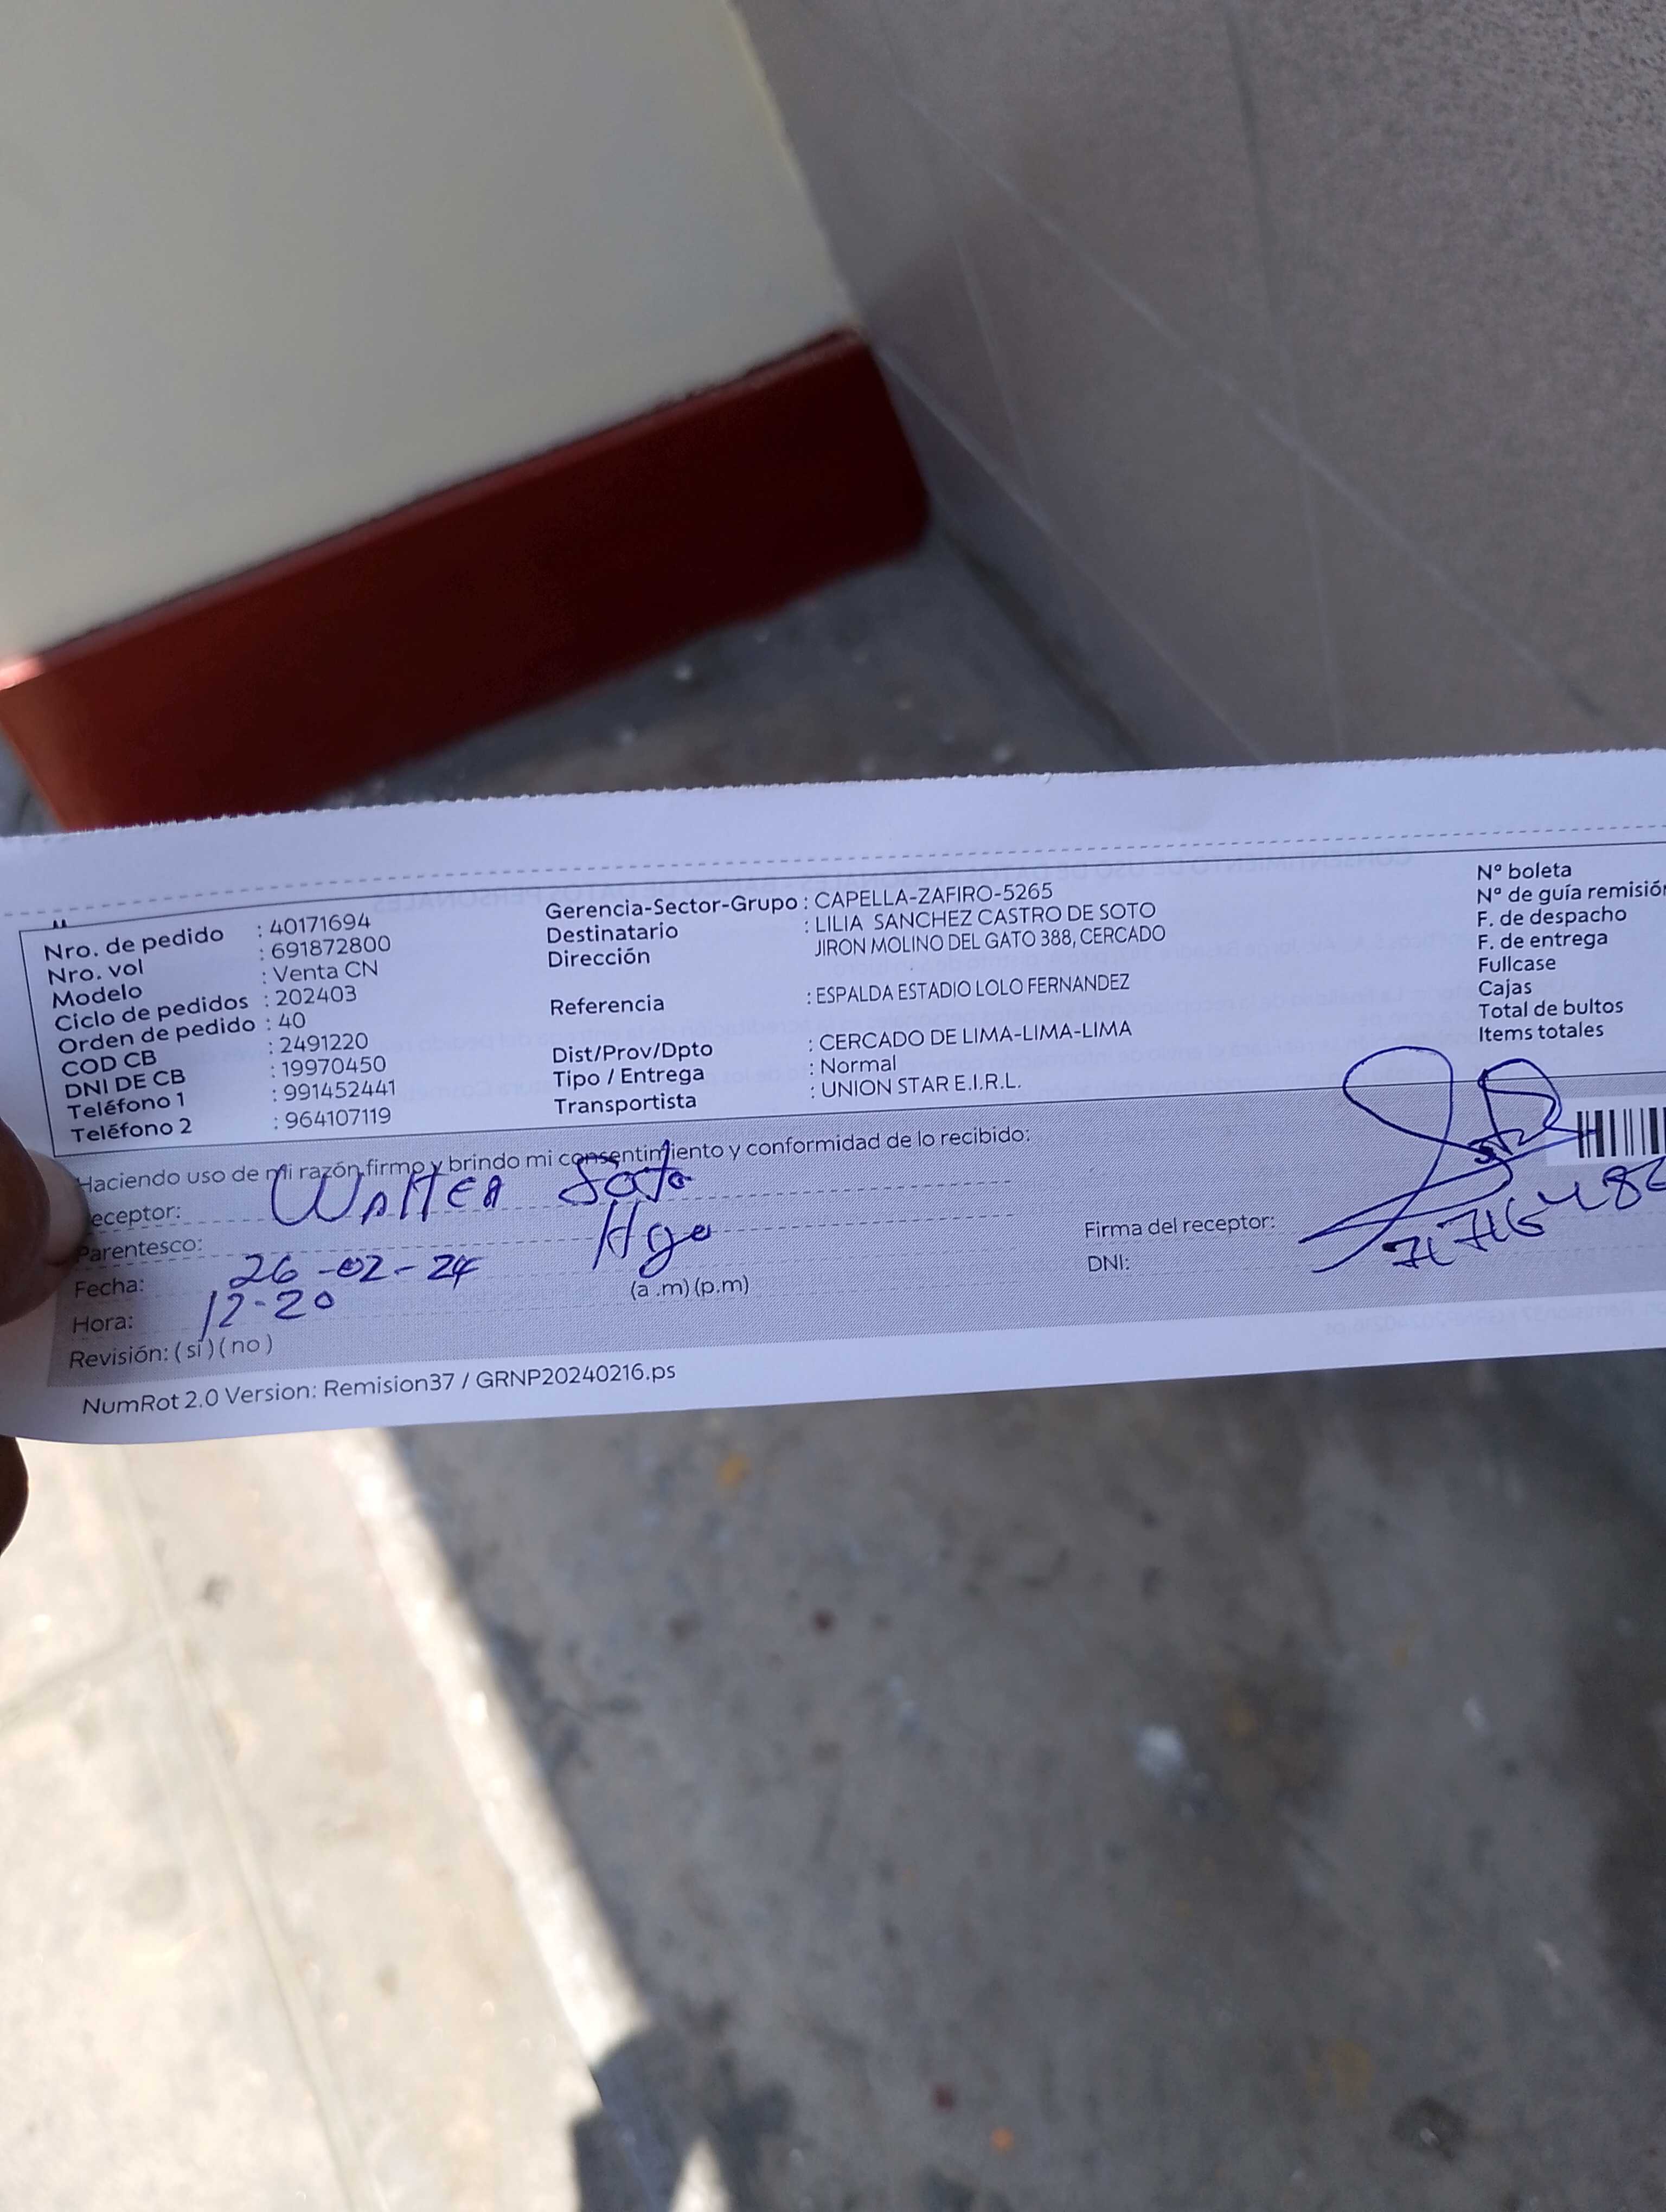 Nro. de pedido : 40171694
Nro. vol : 691872800
Modelo : Venta CN
Ciclo de pedidos : 202403
Orden de pedido : 40
COD CB : 2491220
DNI DE CB : 19970450
Teléfono 1 : 991452441
Teléfono 2 : 964107119
Gerencia-Sector-Grupo : CAPELLA-ZAFIRO-5265
Destinatario : LILIA SANCHEZ CASTRO DE SOTO
Dirección JIRON MOLINO DEL GATO 388, CERCADO
Referencia : ESPALDA ESTADIO LOLO FERNANDEZ
Dist/Prov/Dpto : CERCADO DE LIMA-LIMA-LIMA
Tipo / Entrega : Normal
Transportista : UNION STAR E.I.R.L.
Nº boleta
Nº de guía remisión
F. de despacho
F. de entrega
Fullcase
Cajas
Total de bultos
Items totales
Haciendo uso de mi razón,firmo y brindo mi consentimiento y conformidad de lo recibido:
eceptor: Walter Soto
Parentesco: Hijo
Fecha: 26-02-24
Hora: 12-20 (a .m) (p.m)
Revisión: ( si ) ( no )
Firma del receptor:
DNI:
NumRot 2.0 Version: Remision37 / GRNP20240216.ps